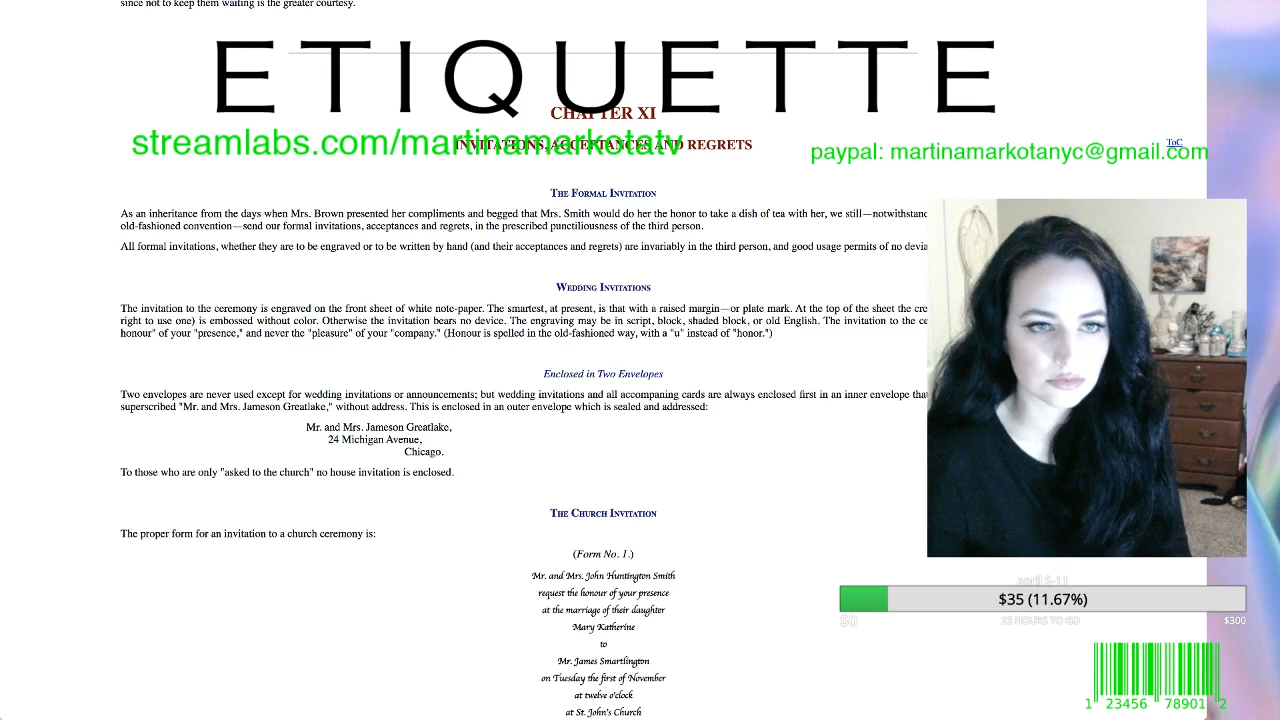 since not to keep them waiting is the greater courtesy.
ETIQUETTE
CHAPTER XI
streamlabs.com/martinamarkotatv
INVITATIONS, ACCEPTANCES AND REGRETS
ToC
paypal: martinamarkotanyc@gmail.com
The Formal Invitation
As an inheritance from the days when Mrs. Brown presented her compliments and begged that Mrs. Smith would do her the honor to take a dish of tea with her, we still—notwithstand
old-fashioned convention—send our formal invitations, acceptances and regrets, in the prescribed punctiliousness of the third person.
All formal invitations, whether they are to be engraved or to be written by hand (and their acceptances and regrets) are invariably in the third person, and good usage permits of no devia
Wedding Invitations
The invitation to the ceremony is engraved on the front sheet of white note-paper. The smartest, at present, is that with a raised margin—or plate mark. At the top of the sheet the cre
right to use one) is embossed without color. Otherwise the invitation bears no device. The engraving may be in script, block, shaded block, or old English. The invitation to the ce
honour" of your "presence," and never the "pleasure" of your "company." (Honour is spelled in the old-fashioned way, with a "u" instead of "honor.")
Enclosed in Two Envelopes
Two envelopes are never used except for wedding invitations or announcements; but wedding invitations and all accompaning cards are always enclosed first in an inner envelope that
superscribed "Mr. and Mrs. Jameson Greatlake," without address. This is enclosed in an outer envelope which is sealed and addressed:
Mr. and Mrs. Jameson Greatlake,
24 Michigan Avenue,
Chicago.
To those who are only "asked to the church" no house invitation is enclosed.
The Church Invitation
The proper form for an invitation to a church ceremony is:
(Form No. 1.)
Mr. and Mrs. John Huntington Smith
request the honour of your presence
at the marriage of their daughter
Mary Katherine
to
Mr. James Smartlington
on Tuesday the first of November
at twelve o'clock
at St. John's Church
april 5-11
$35 (11.67%)
$0
23 HOURS TO GO
$300
1 23456 78901 2